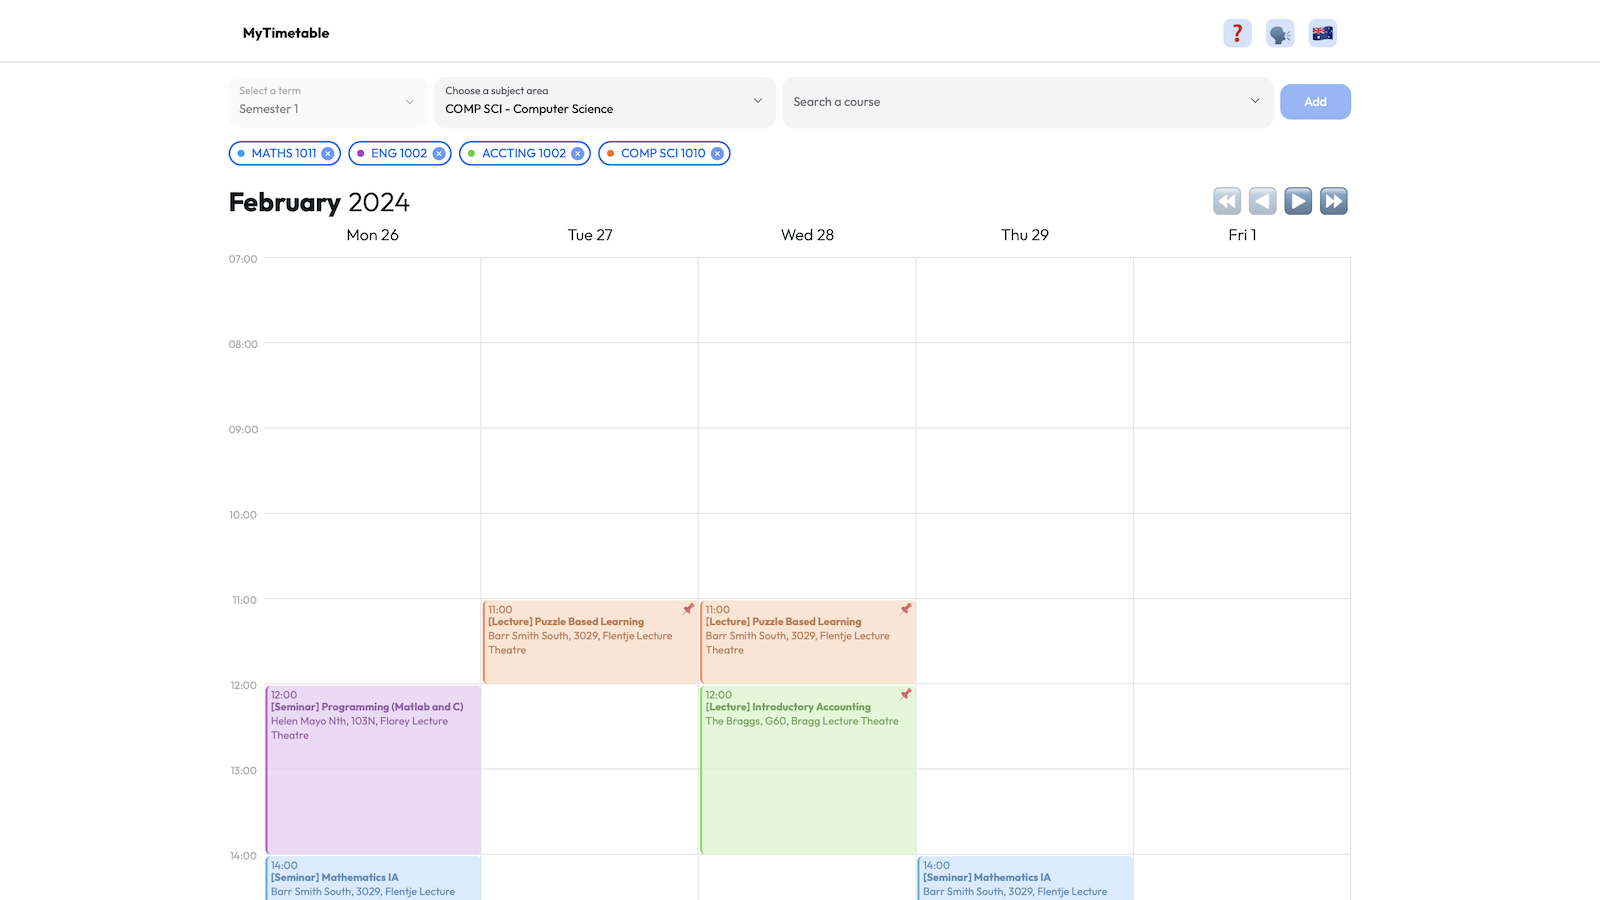 MyTimetable
Select a term
Semester 1
Choose a subject area
COMP SCI - Computer Science
Search a course
Add
MATHS 1011
ENG 1002
ACCTING 1002
COMP SCI 1010
February 2024
Mon 26
Tue 27
Wed 28
Thu 29
Fri 1
07:00
08:00
09:00
10:00
11:00
11:00
[Lecture] Puzzle Based Learning
Barr Smith South, 3029, Flentje Lecture
Theatre
11:00
[Lecture] Puzzle Based Learning
Barr Smith South, 3029, Flentje Lecture
Theatre
12:00
12:00
[Seminar] Programming (Matlab and C)
Helen Mayo Nth, 103N, Florey Lecture
Theatre
12:00
[Lecture] Introductory Accounting
The Braggs, G60, Bragg Lecture Theatre
13:00
14:00
14:00
[Seminar] Mathematics IA
Barr Smith South, 3029, Flentje Lecture
14:00
[Seminar] Mathematics IA
Barr Smith South, 3029, Flentje Lecture